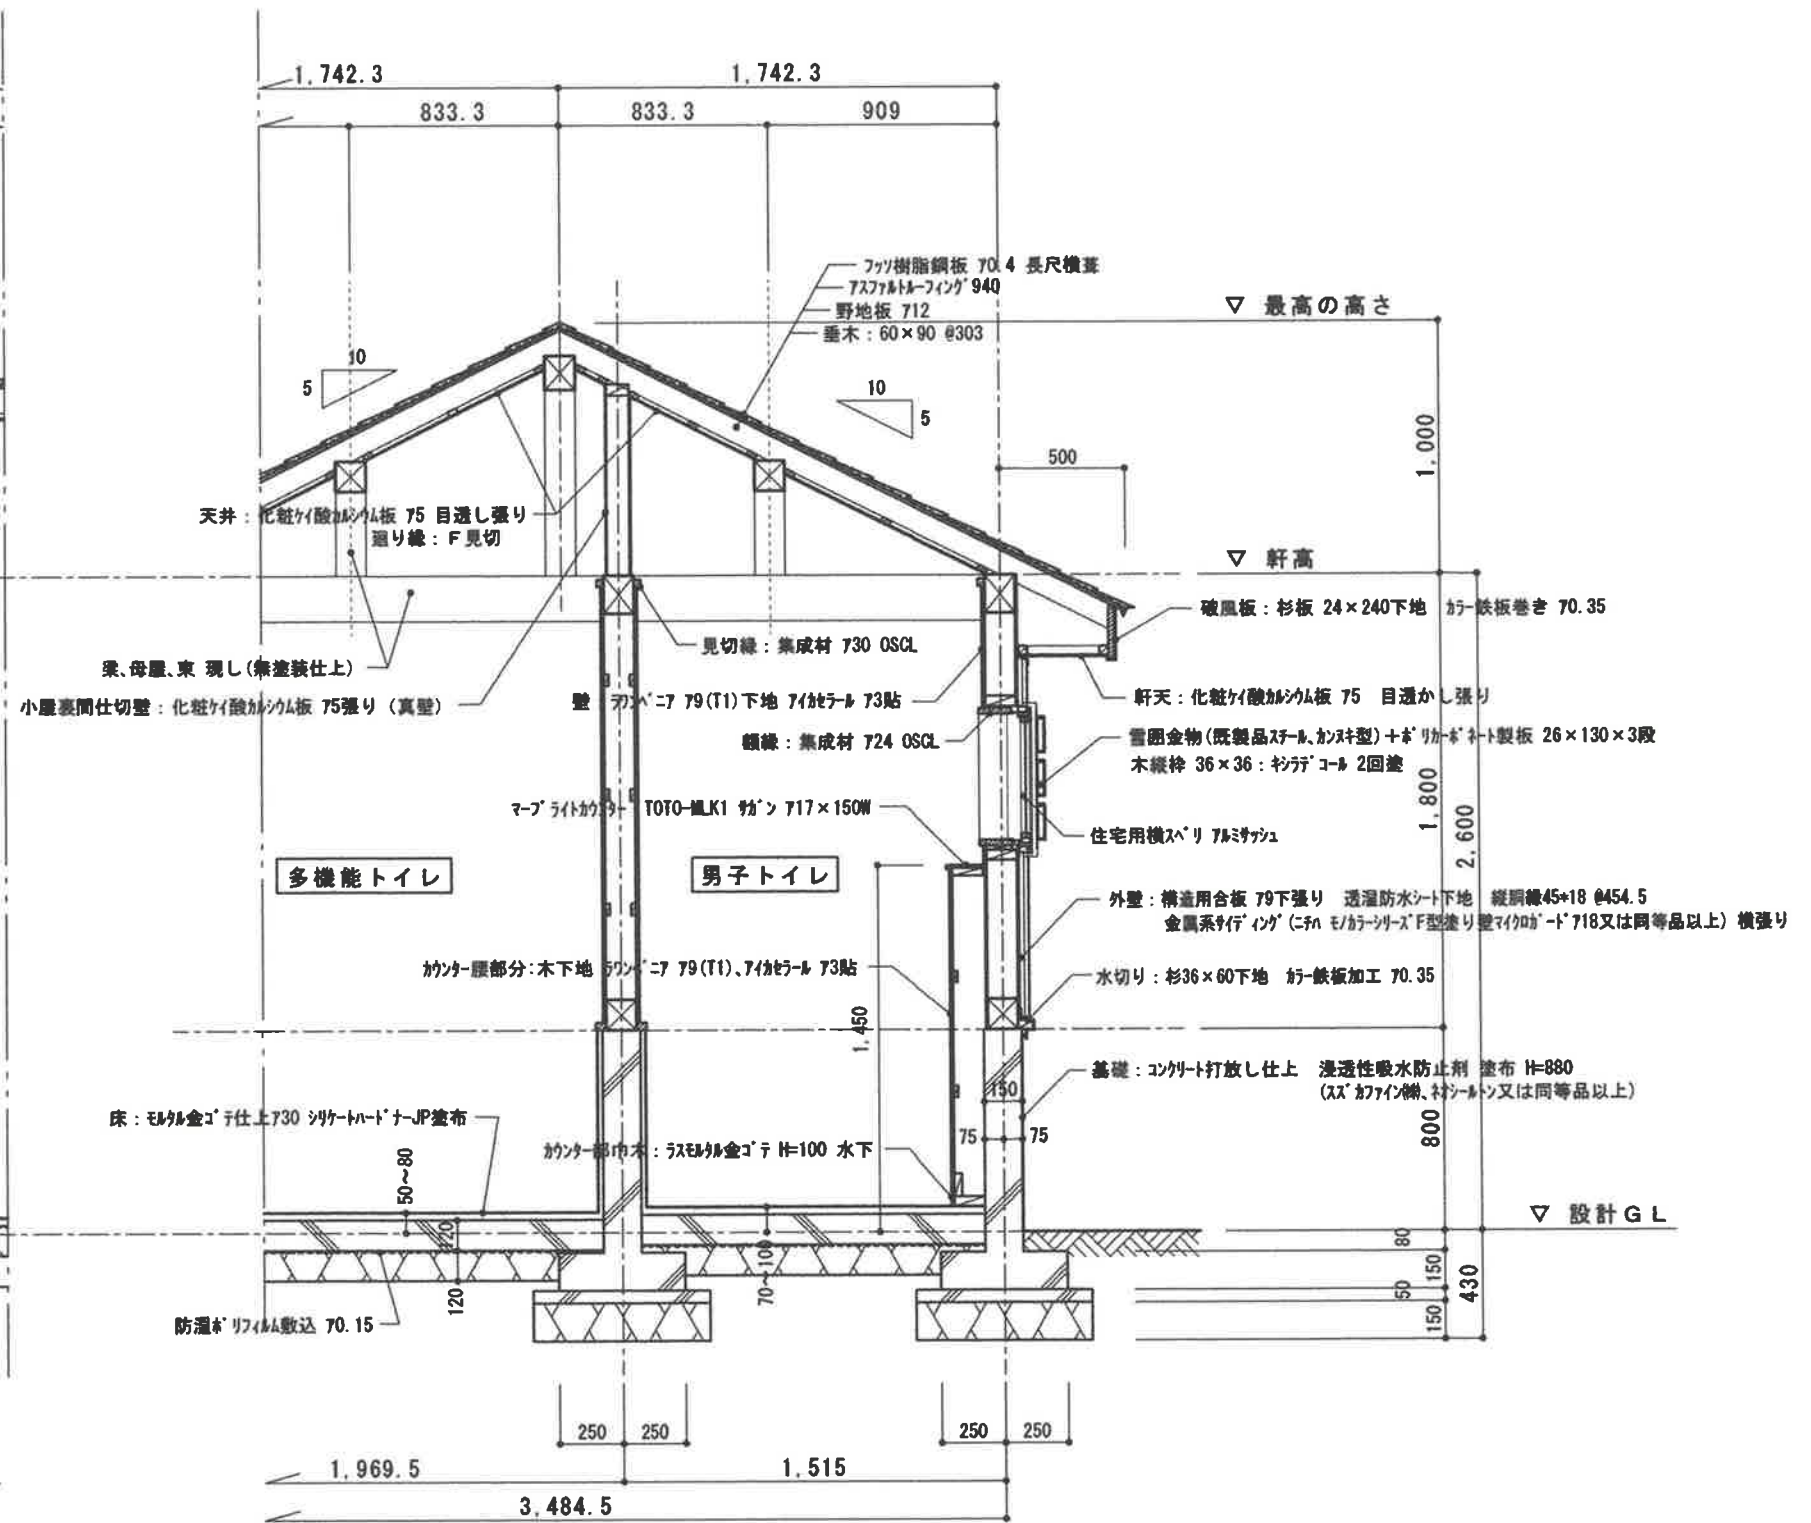 1,742.3
1,742.3
833.3
833.3
909
フッソ樹脂鋼板 ｱ0.4 長尺横葺
ｱｽﾌｧﾙﾄﾙｰﾌｨﾝｸﾞ 940
野地板 ｱ12
垂木：60×90 @303
▽ 最高の高さ
10
5
10
5
1,000
500
天井：化粧ｹｲ酸ｶﾙｼｳﾑ板 ｱ5 目透し張り
廻り縁：Ｆ見切
▽ 軒高
破風板：杉板 24×240下地 ｶﾗｰ鉄板巻き ｱ0.35
見切縁：集成材 ｱ30 OSCL
梁、母屋、束 現し(無塗装仕上)
小屋裏間仕切壁：化粧ｹｲ酸ｶﾙｼｳﾑ板 ｱ5張り (真壁)
壁：ﾗﾜﾝﾍﾞﾆｱ ｱ9(T1)下地 ｱｲｶｾﾗｰﾙ ｱ3貼
軒天：化粧ｹｲ酸ｶﾙｼｳﾑ板 ｱ5 目透かし張り
額縁：集成材 ｱ24 OSCL
雪囲金物(既製品ｽﾁｰﾙ、ｶﾝﾇｷ型)＋ﾎﾟﾘｶｰﾎﾞﾈｰﾄ製板 26×130×3段
木縦枠 36×36：ｷｼﾗﾃﾞｺｰﾙ 2回塗
ﾏｰﾌﾞﾗｲﾄｶｳﾝﾀｰ TOTO-MLK1 ｻｶﾞﾝ ｱ17×150W
住宅用横ｽﾍﾞﾘ ｱﾙﾐｻｯｼｭ
1,800
2,600
多機能トイレ
男子トイレ
外壁：構造用合板 ｱ9下張り 透湿防水ｼｰﾄ下地 縦胴縁45*18 @454.5
金属系ｻｲﾃﾞｨﾝｸﾞ(ﾆﾁﾊ ﾓﾉｶﾗｰｼﾘｰｽﾞF型塗り壁ﾏｲｸﾛｶﾞｰﾄﾞｱ18又は同等品以上) 横張り
ｶｳﾝﾀｰ腰部分：木下地 ﾗﾜﾝﾍﾞﾆｱ ｱ9(T1)、ｱｲｶｾﾗｰﾙ ｱ3貼
水切り：杉36×60下地 ｶﾗｰ鉄板加工 ｱ0.35
1,450
基礎：ｺﾝｸﾘｰﾄ打放し仕上 浸透性吸水防止剤 塗布 H=880
(ｽｽﾞｶﾌｧｲﾝ㈱、ﾈｵｼｰﾙﾄﾝ又は同等品以上)
150
75
75
800
床：ﾓﾙﾀﾙ金ｺﾞﾃ仕上ｱ30 ｼﾘｹｰﾄﾊｰﾄﾞﾅｰJP塗布
ｶｳﾝﾀｰ部巾木：ﾗｽﾓﾙﾀﾙ金ｺﾞﾃ H=100 水下
50~80
▽ 設計ＧＬ
120
120
70~100
80
150
50
150
430
防湿ﾎﾟﾘﾌｨﾙﾑ敷込 ｱ0.15
250
250
250
250
1,969.5
1,515
3,484.5